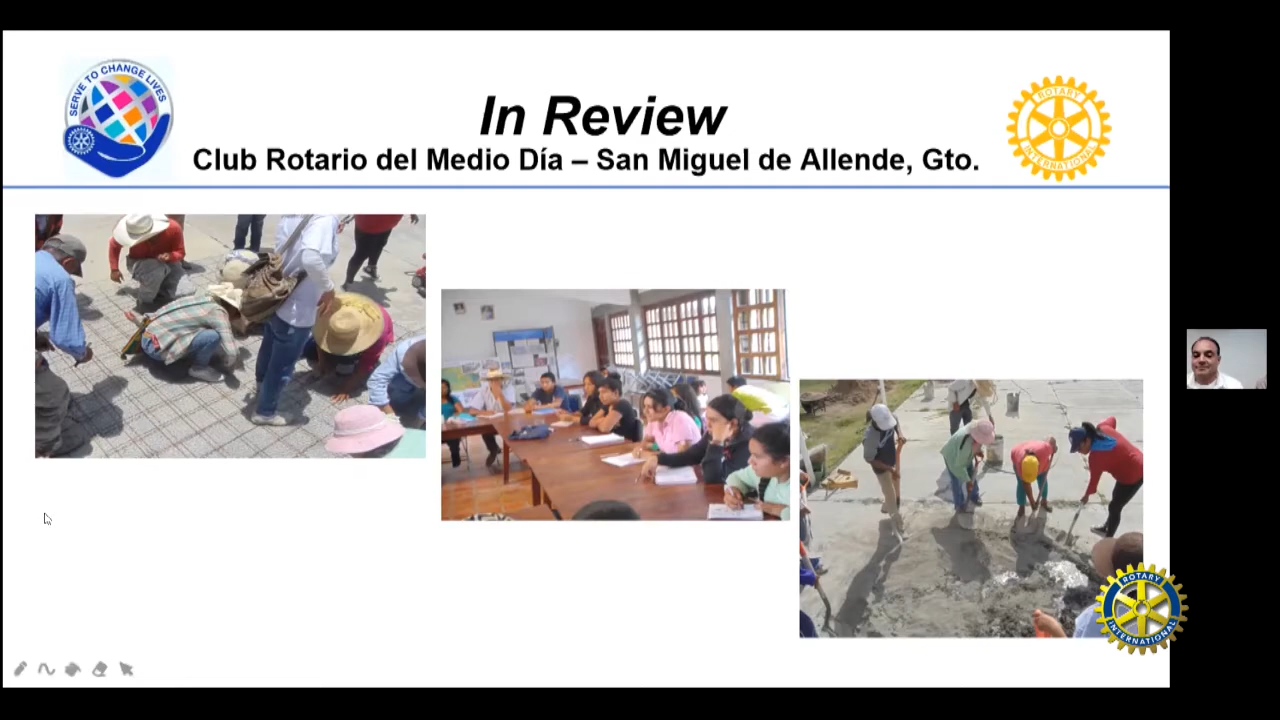 SERVE TO CHANGE LIVES
In Review
Club Rotario del Medio Día – San Miguel de Allende, Gto.
ROTARY
INTERNATIONAL
ROTARY
INTERNATIONAL